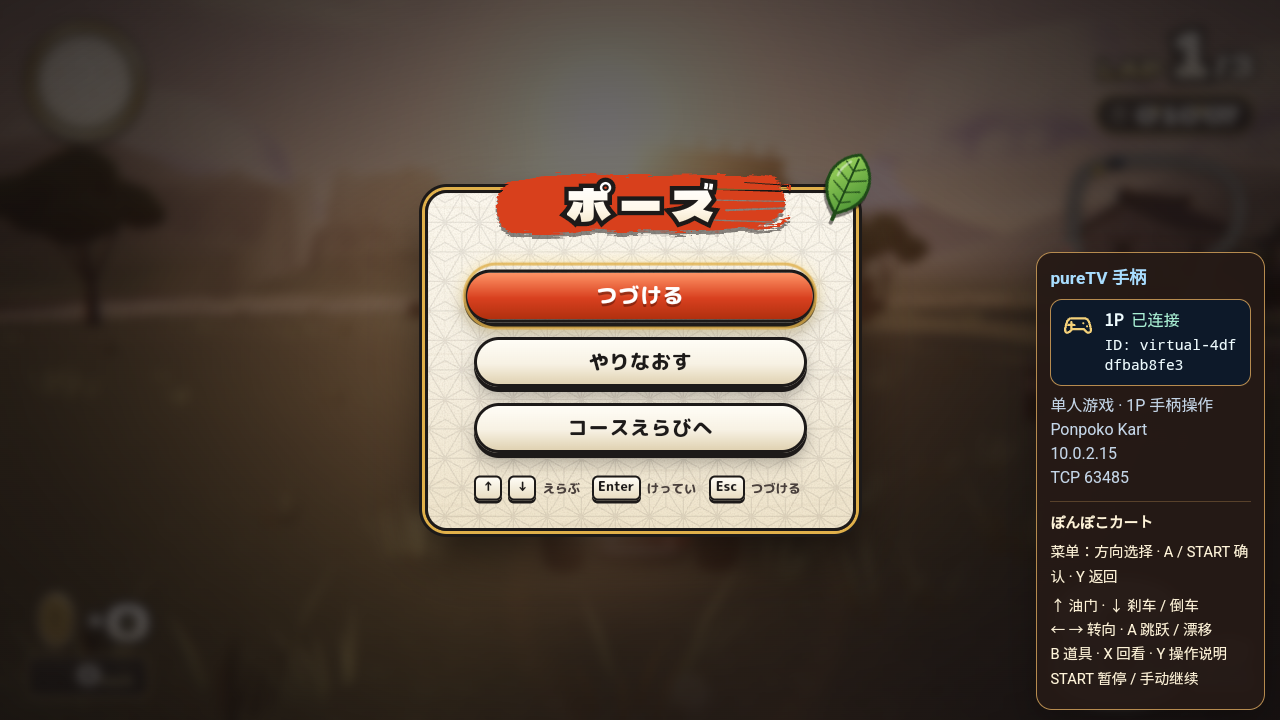 1
ポーズ
つづける
やりなおす
コースえらびへ
↑ ↓ えらぶ Enter けってい Esc つづける
pureTV 手柄
1P 已连接
ID: virtual-4df
dfbab8fe3
单人游戏 · 1P 手柄操作
Ponpoko Kart
10.0.2.15
TCP 63485
ぽんぽこカート
菜单：方向选择 · A / START 确
认 · Y 返回
↑ 油门 · ↓ 刹车 / 倒车
← → 转向 · A 跳跃 / 漂移
B 道具 · X 回看 · Y 操作说明
START 暂停 / 手动继续